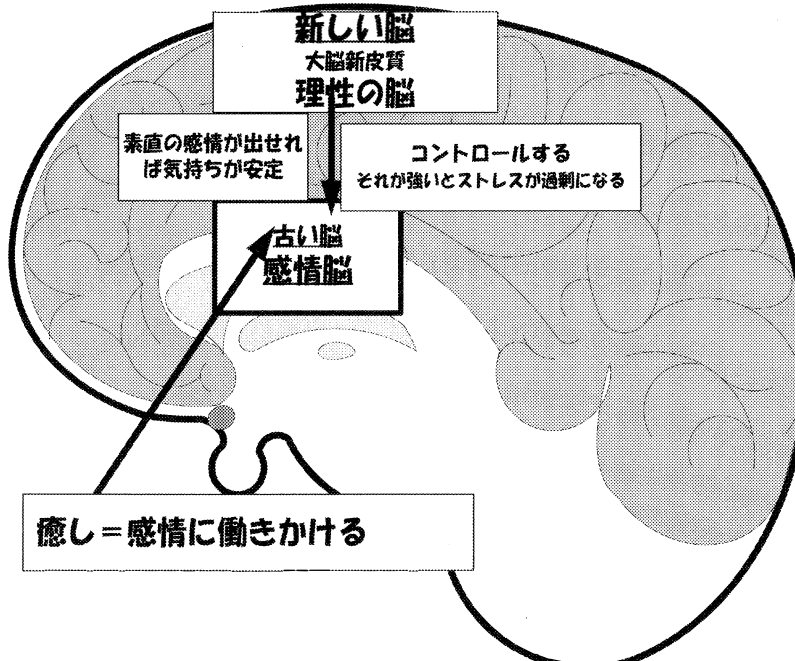 新しい脳
大脳新皮質
理性の脳
素直の感情が出せれ
ば気持ちが安定
コントロールする
それが強いとストレスが過剰になる
古い脳
感情脳
癒し＝感情に働きかける